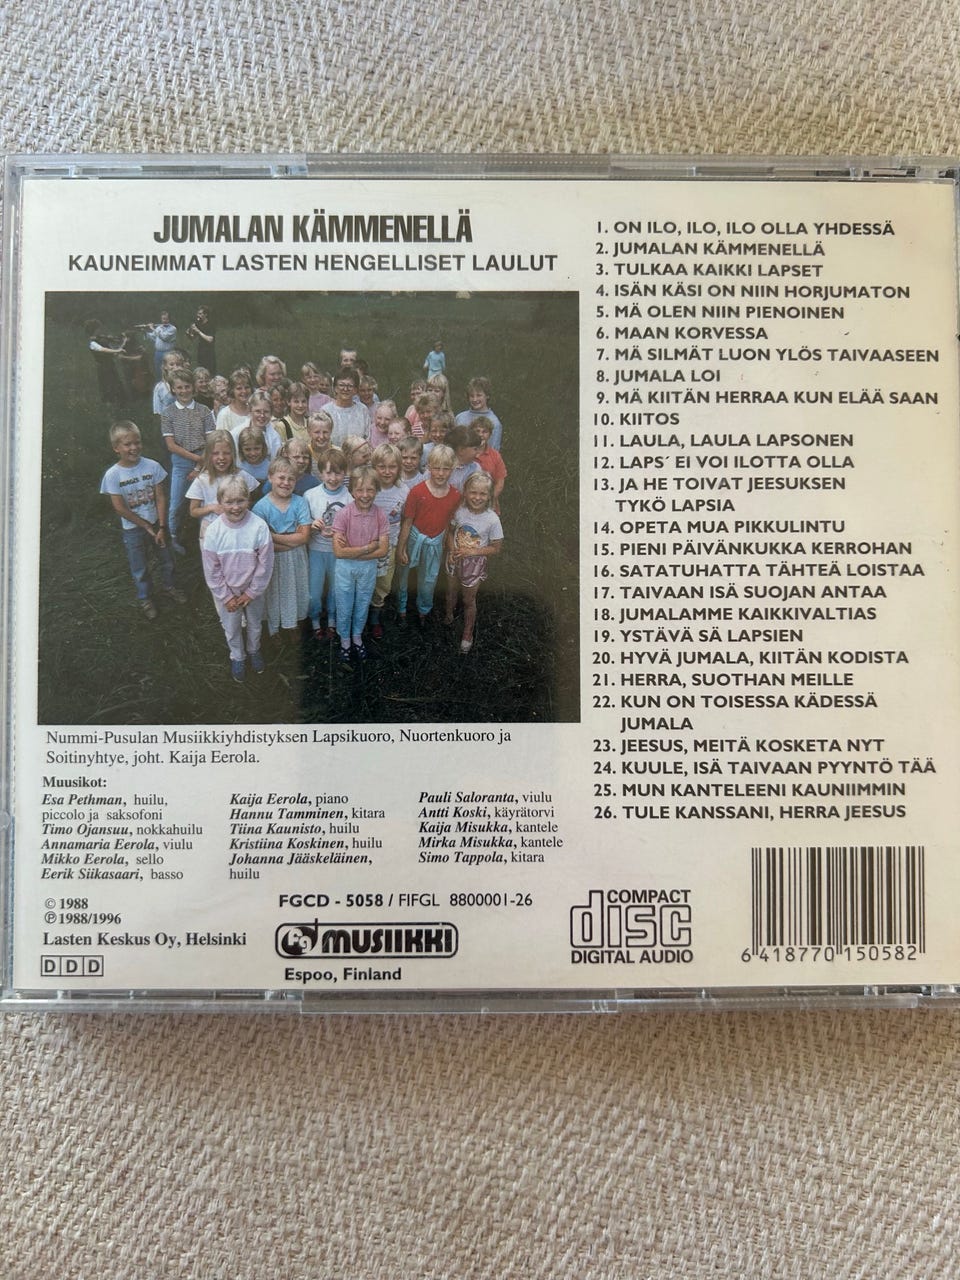 JUMALAN KÄMMENELLÄ
KAUNEIMMAT LASTEN HENGELLISET LAULUT
Nummi-Pusulan Musiikkiyhdistyksen Lapsikuoro, Nuortenkuoro ja
Soitinyhtye, joht. Kaija Eerola.
Muusikot:
Esa Pethman, huilu,
piccolo ja saksofoni
Timo Ojansuu, nokkahuilu
Annamaria Eerola, viulu
Mikko Eerola, sello
Eerik Siikasaari, basso
Kaija Eerola, piano
Hannu Tamminen, kitara
Tiina Kaunisto, huilu
Kristiina Koskinen, huilu
Johanna Jääskeläinen,
huilu
Pauli Saloranta, viulu
Antti Koski, käyrätorvi
Kaija Misukka, kantele
Mirka Misukka, kantele
Simo Tappola, kitara
© 1988
℗ 1988/1996
Lasten Keskus Oy, Helsinki
DDD
FGCD - 5058 / FIFGL 8800001-26
FG MUSIIKKI
Espoo, Finland
1. ON ILO, ILO, ILO OLLA YHDESSÄ
2. JUMALAN KÄMMENELLÄ
3. TULKAA KAIKKI LAPSET
4. ISÄN KÄSI ON NIIN HORJUMATON
5. MÄ OLEN NIIN PIENOINEN
6. MAAN KORVESSA
7. MÄ SILMÄT LUON YLÖS TAIVAASEEN
8. JUMALA LOI
9. MÄ KIITÄN HERRAA KUN ELÄÄ SAAN
10. KIITOS
11. LAULA, LAULA LAPSONEN
12. LAPS´ EI VOI ILOTTA OLLA
13. JA HE TOIVAT JEESUKSEN
TYKÖ LAPSIA
14. OPETA MUA PIKKULINTU
15. PIENI PÄIVÄNKUKKA KERROHAN
16. SATATUHATTA TÄHTEÄ LOISTAA
17. TAIVAAN ISÄ SUOJAN ANTAA
18. JUMALAMME KAIKKIVALTIAS
19. YSTÄVÄ SÄ LAPSIEN
20. HYVÄ JUMALA, KIITÄN KODISTA
21. HERRA, SUOTHAN MEILLE
22. KUN ON TOISESSA KÄDESSÄ
JUMALA
23. JEESUS, MEITÄ KOSKETA NYT
24. KUULE, ISÄ TAIVAAN PYYNTÖ TÄÄ
25. MUN KANTELEENI KAUNIIMMIN
26. TULE KANSSANI, HERRA JEESUS
COMPACT
disc
DIGITAL AUDIO
6 418770 150582